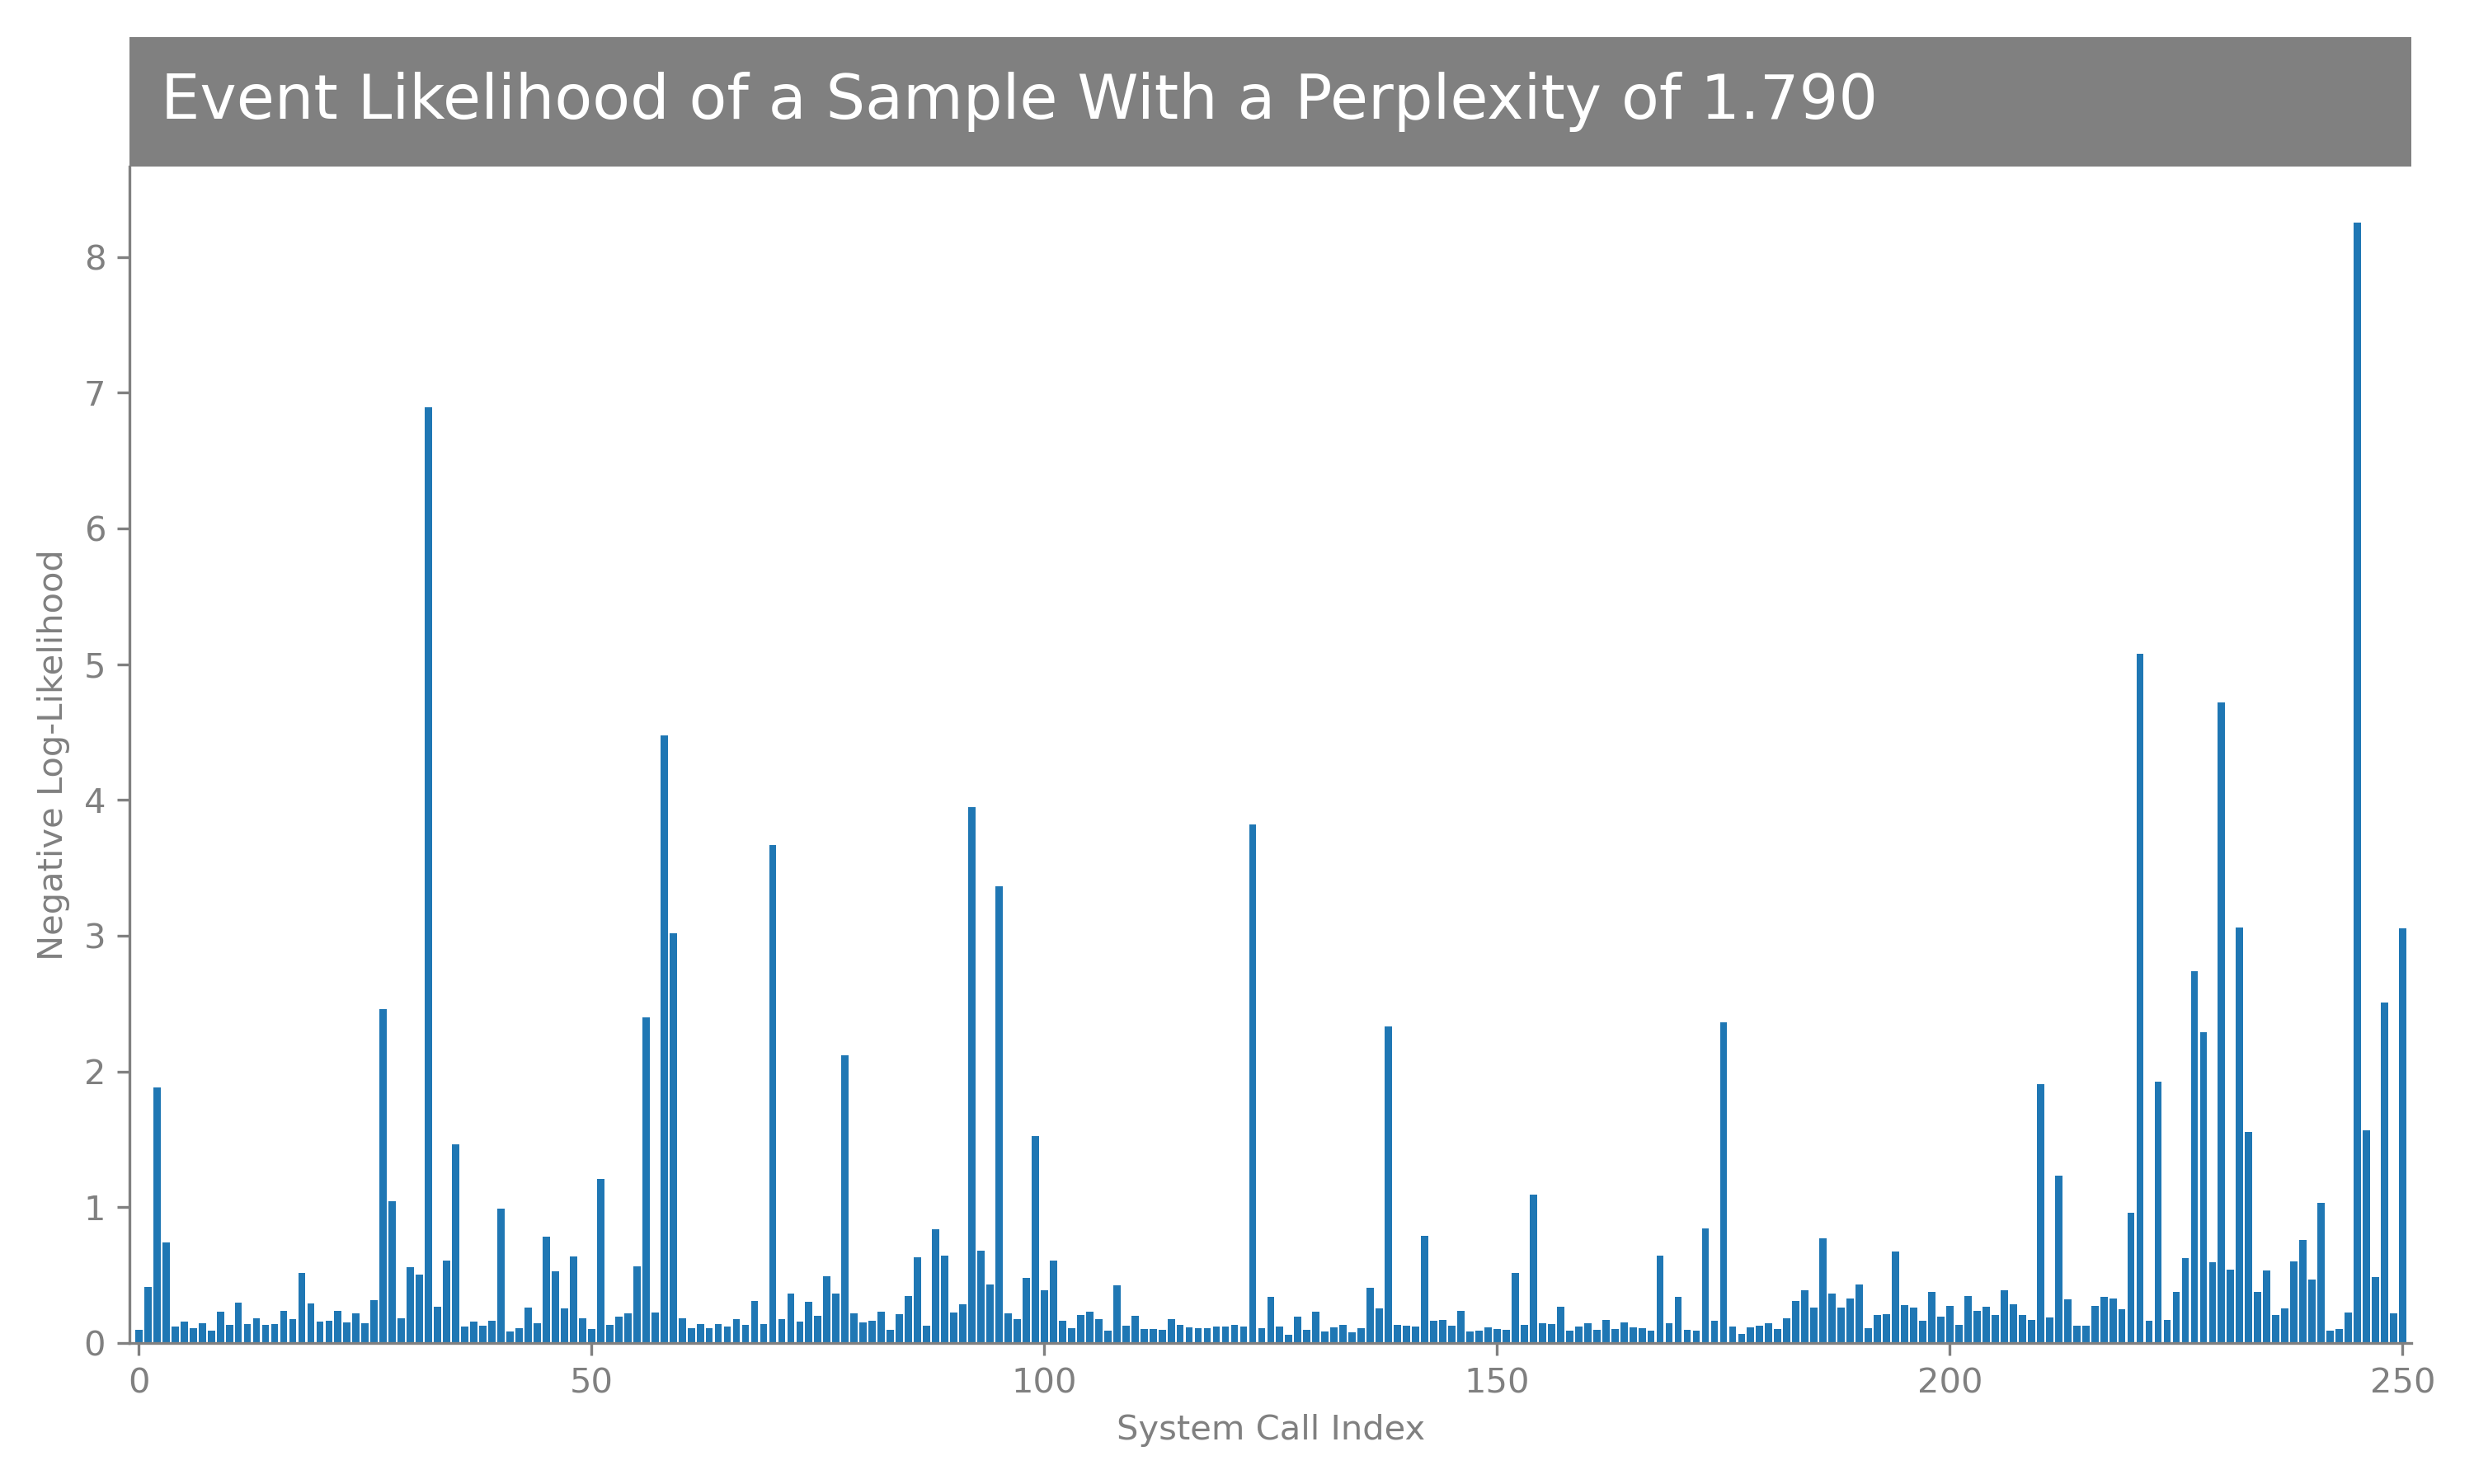 Event Likelihood of a Sample With a Perplexity of 1.790
Negative Log-Likelihood
8
7
6
5
4
3
2
1
0
0 50 100 150 200 250
System Call Index